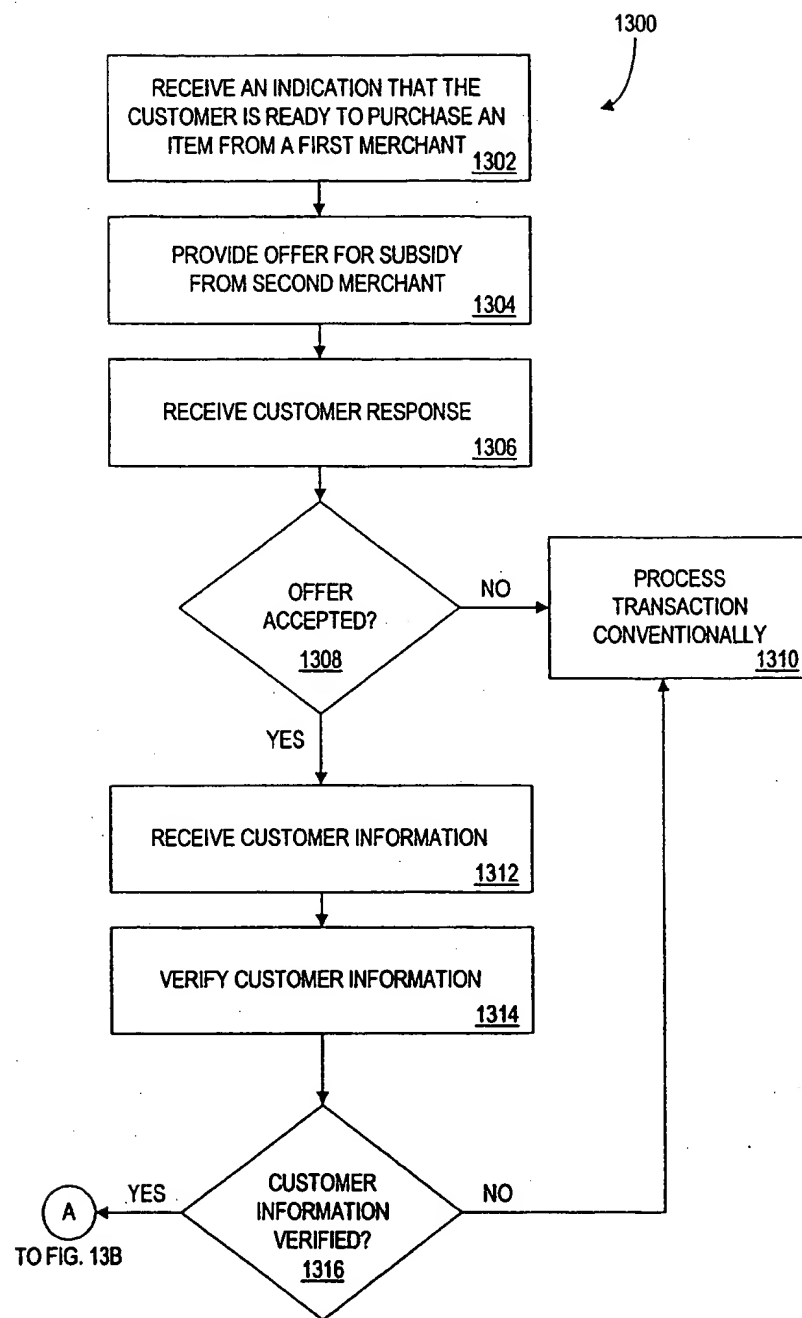 1300
RECEIVE AN INDICATION THAT THE
CUSTOMER IS READY TO PURCHASE AN
ITEM FROM A FIRST MERCHANT
1302
PROVIDE OFFER FOR SUBSIDY
FROM SECOND MERCHANT
1304
RECEIVE CUSTOMER RESPONSE
1306
OFFER
ACCEPTED?
1308
NO
PROCESS
TRANSACTION
CONVENTIONALLY
1310
YES
RECEIVE CUSTOMER INFORMATION
1312
VERIFY CUSTOMER INFORMATION
1314
CUSTOMER
INFORMATION
VERIFIED?
1316
NO
YES
A
TO FIG. 13B